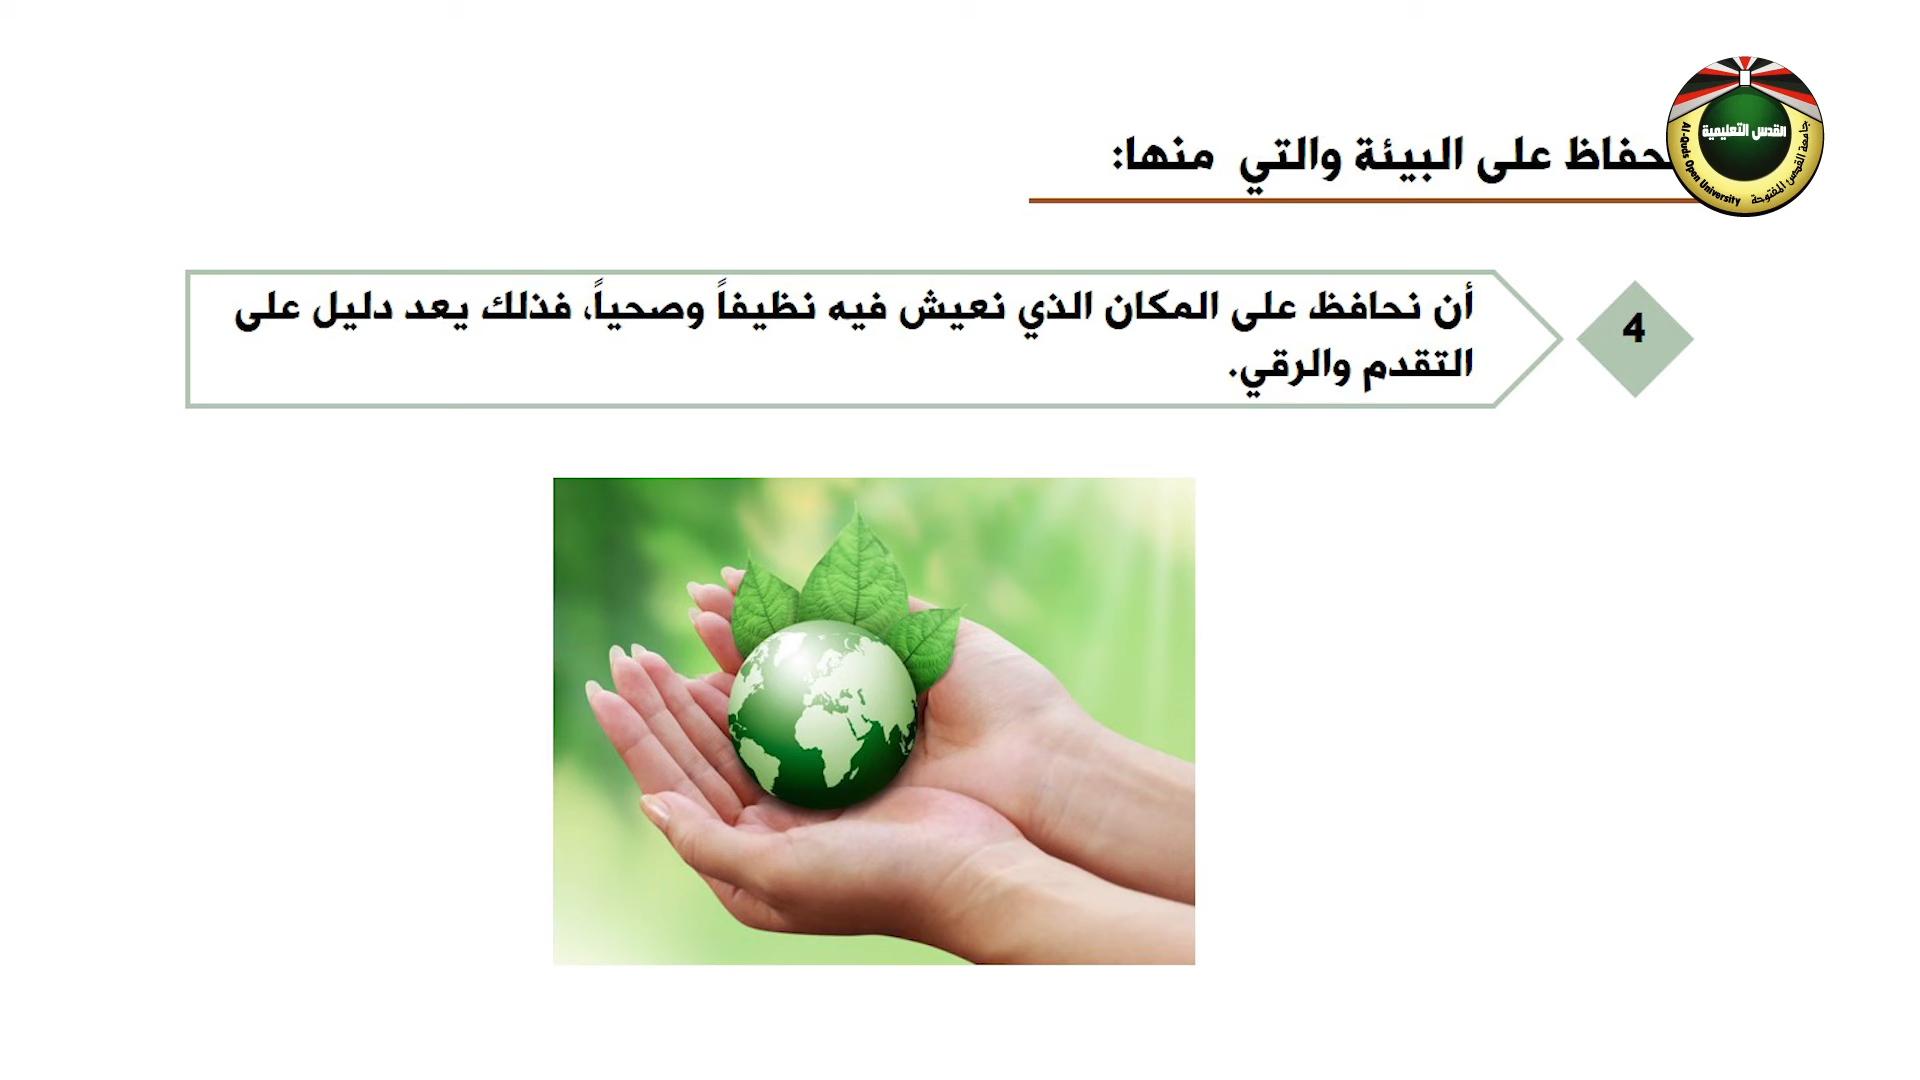 حفاظ على البيئة والتي منها:
4
أن نحافظ على المكان الذي نعيش فيه نظيفاً وصحياً، فذلك يعد دليل على
التقدم والرقي.
القدس التعليمية
جامعة القدس المفتوحة
Al-Quds Open University